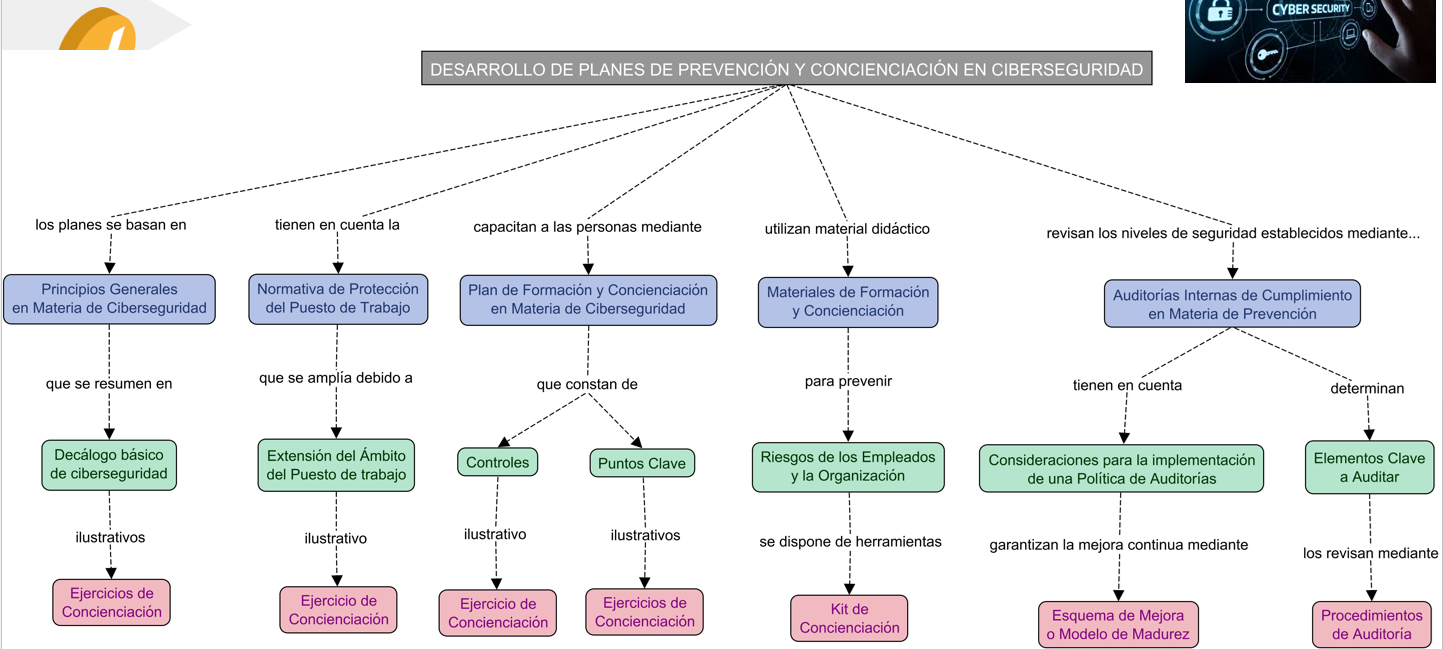 CYBER SECURITY
DESARROLLO DE PLANES DE PREVENCIÓN Y CONCIENCIACIÓN EN CIBERSEGURIDAD
los planes se basan en
tienen en cuenta la
capacitan a las personas mediante
utilizan material didáctico
revisan los niveles de seguridad establecidos mediante...
Principios Generales
en Materia de Ciberseguridad
Normativa de Protección
del Puesto de Trabajo
Plan de Formación y Concienciación
en Materia de Ciberseguridad
Materiales de Formación
y Concienciación
Auditorías Internas de Cumplimiento
en Materia de Prevención
que se resumen en
que se amplía debido a
que constan de
para prevenir
tienen en cuenta
determinan
Decálogo básico
de ciberseguridad
Extensión del Ámbito
del Puesto de trabajo
Controles
Puntos Clave
Riesgos de los Empleados
y la Organización
Consideraciones para la implementación
de una Política de Auditorías
Elementos Clave
a Auditar
ilustrativos
ilustrativo
ilustrativo
ilustrativos
se dispone de herramientas
garantizan la mejora continua mediante
los revisan mediante
Ejercicios de
Concienciación
Ejercicio de
Concienciación
Ejercicio de
Concienciación
Ejercicios de
Concienciación
Kit de
Concienciación
Esquema de Mejora
o Modelo de Madurez
Procedimientos
de Auditoría